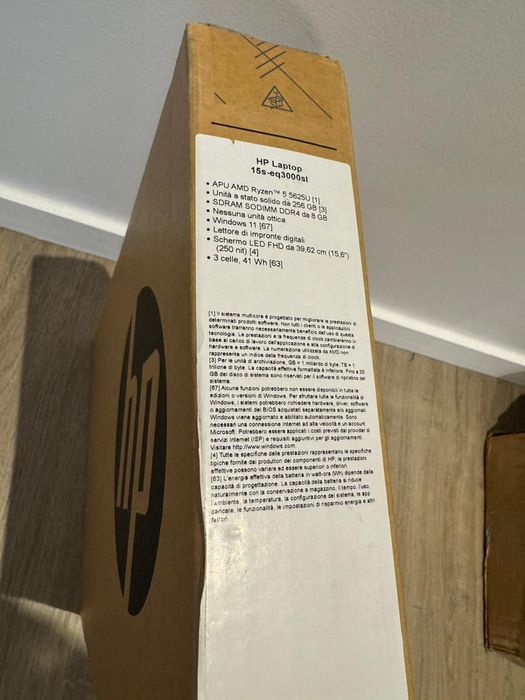 HP Laptop
15s-eq3000sl
• APU AMD Ryzen™ 5 5625U [1]
• Unità a stato solido da 256 GB [3]
• SDRAM SODIMM DDR4 da 8 GB
• Nessuna unità ottica
• Windows 11 [67]
• Lettore di impronte digitali
• Schermo LED FHD da 39,62 cm (15,6")
(250 nit) [4]
• 3 celle, 41 Wh [63]
[1] Il sistema multicore è progettato per migliorare le prestazioni di
determinati prodotti software. Non tutti i clienti o le applicazioni
software trarranno necessariamente beneficio dall'uso di questa
tecnologia. Le prestazioni e la frequenza di clock cambieranno in
base al carico di lavoro dell'applicazione e alla configurazione di
hardware e software. La numerazione utilizzata da AMD non
rappresenta un indice della frequenza di clock.
[3] Per le unità di archiviazione, GB = 1 miliardo di byte, TB = 1
trilione di byte. La capacità effettiva formattata è inferiore. Fino a 35
GB del disco di sistema sono riservati per il software di ripristino del
sistema.
[67] Alcune funzioni potrebbero non essere disponibili in tutte le
edizioni o versioni di Windows. Per sfruttare tutte le funzionalità di
Windows, i sistemi potrebbero richiedere hardware, driver, software
o aggiornamenti del BIOS acquistati separatamente e/o aggiornati.
Windows viene aggiornato e abilitato automaticamente. Sono
necessari una connessione Internet ad alta velocità e un account
Microsoft. Potrebbero essere applicati i costi previsti dal provider di
servizi Internet (ISP) e requisiti aggiuntivi per gli aggiornamenti.
Visitare http://www.windows.com.
[4] Tutte le specifiche delle prestazioni rappresentano le specifiche
tipiche fornite dai produttori dei componenti di HP; le prestazioni
effettive possono variare ed essere superiori o inferiori.
[63] L'energia effettiva della batteria in watt-ora (Wh) dipende dalla
capacità di progettazione. La capacità della batteria si riduce
naturalmente con la conservazione a magazzino, il tempo, l'uso,
l'ambiente, la temperatura, la configurazione del sistema, le app
caricate, le funzionalità, le impostazioni di risparmio energia e altri
fattori.
hp